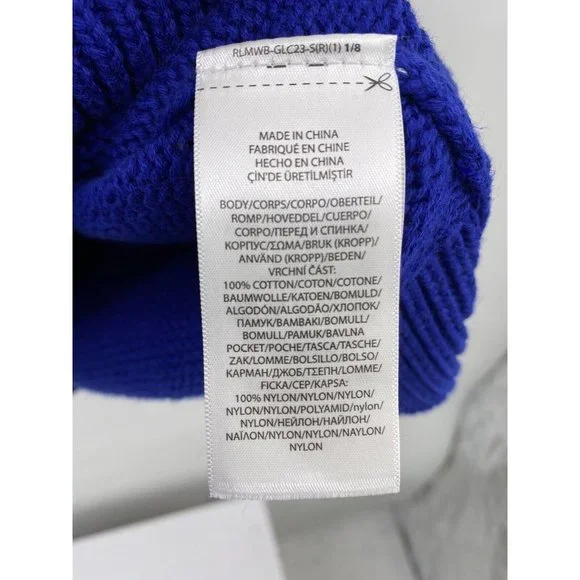 RLMWB-GLC23-S(R)(1) 1/8
MADE IN CHINA
FABRIQUÉ EN CHINE
HECHO EN CHINA
ÇİN'DE ÜRETİLMİŞTİR
BODY/CORPS/CORPO/OBERTEIL/
ROMP/HOVEDDEL/CUERPO/
CORPO/ПЕРЕД И СПИНКА/
КОРПУС/ΣΩΜΑ/BRUK (KROPP)/
ANVÄND (KROPP)/BEDEN/
VRCHNÍ ČÁST:
100% COTTON/COTON/COTONE/
BAUMWOLLE/KATOEN/BOMULD/
ALGODÓN/ALGODÃO/ХЛОПОК/
ПАМУК/BAMBAKI/BOMULL/
BOMULL/PAMUK/BAVLNA
POCKET/POCHE/TASCA/TASCHE/
ZAK/LOMME/BOLSILLO/BOLSO/
КАРМАН/ДЖОБ/ΤΣΕΠΗ/LOMME/
FICKA/CEP/KAPSA:
100% NYLON/NYLON/NYLON/
NYLON/NYLON/POLYAMID/nylon/
NYLON/НЕЙЛОН/НАЙЛОН/
ΝΑΪΛΟΝ/NYLON/NYLON/NAYLON/
NYLON